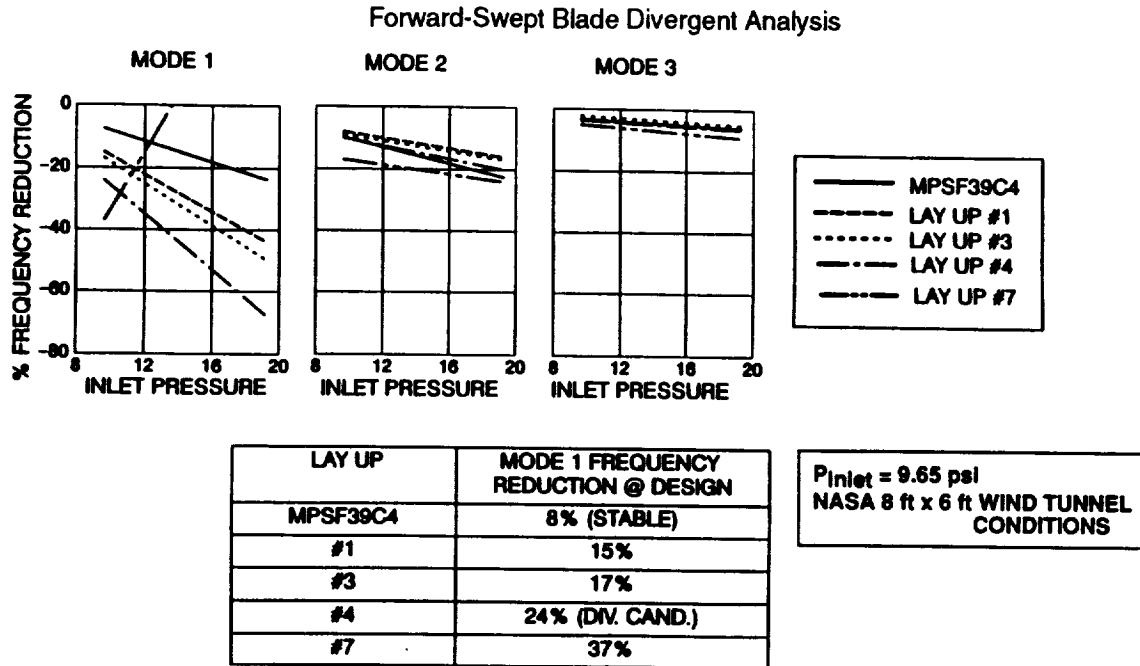 Forward-Swept Blade Divergent Analysis
MODE 1
MODE 2
MODE 3
% FREQUENCY REDUCTION
0
-20
-40
-60
-80
8 12 16 20
INLET PRESSURE
8 12 16 20
INLET PRESSURE
8 12 16 20
INLET PRESSURE
MPSF39C4
LAY UP #1
LAY UP #3
LAY UP #4
LAY UP #7
LAY UP MODE 1 FREQUENCY
REDUCTION @ DESIGN
MPSF39C4 8% (STABLE)
#1 15%
#3 17%
#4 24% (DIV. CAND.)
#7 37%
PInlet = 9.65 psi
NASA 8 ft x 6 ft WIND TUNNEL
CONDITIONS